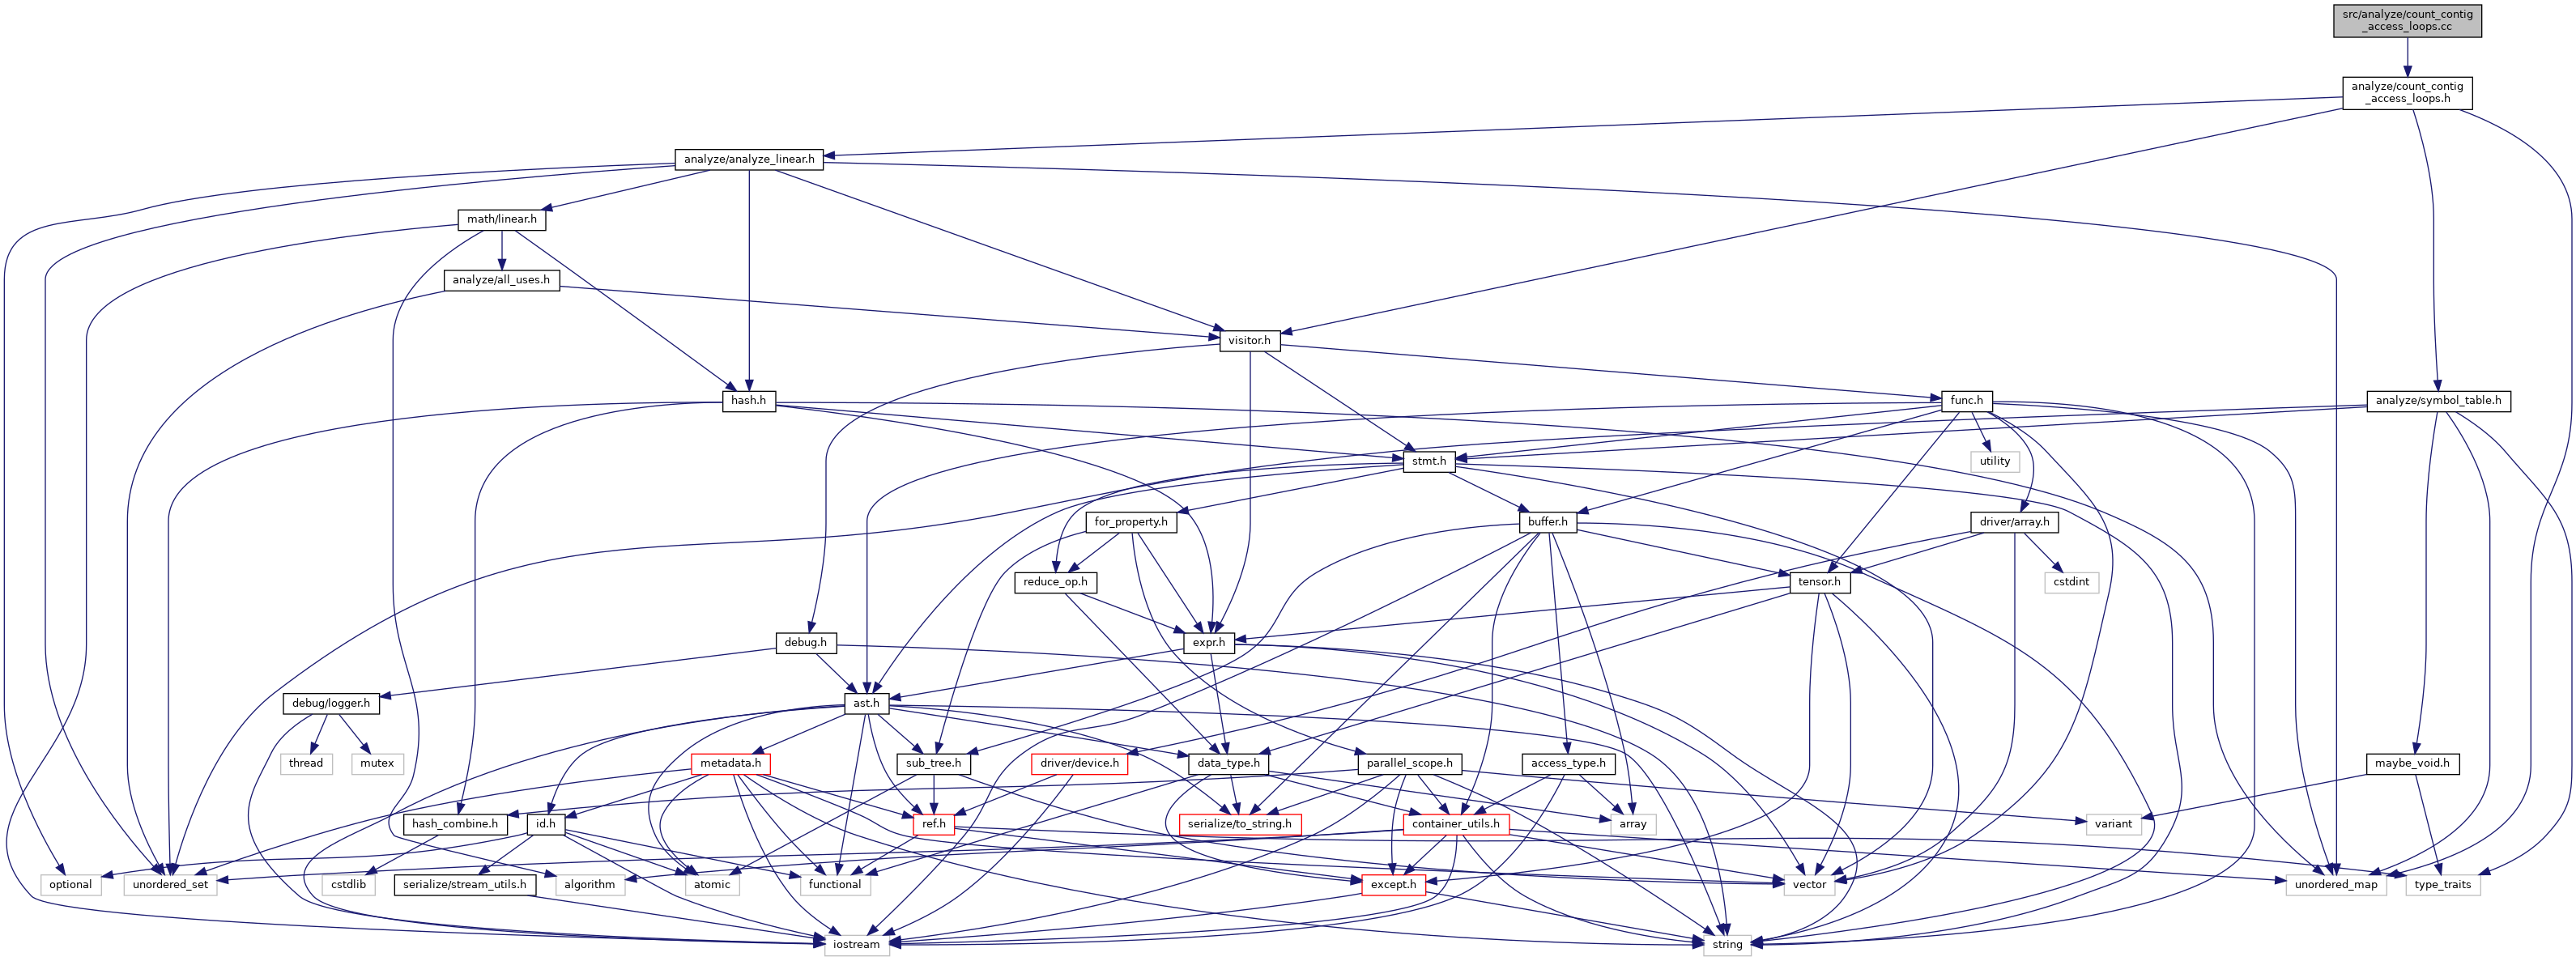 src/analyze/count_contig
_access_loops.cc
analyze/count_contig
_access_loops.h
analyze/analyze_linear.h
math/linear.h
analyze/all_uses.h
visitor.h
hash.h
func.h
analyze/symbol_table.h
stmt.h
utility
for_property.h
buffer.h
driver/array.h
reduce_op.h
tensor.h
cstdint
debug.h
expr.h
debug/logger.h
ast.h
thread
mutex
metadata.h
sub_tree.h
driver/device.h
data_type.h
parallel_scope.h
access_type.h
maybe_void.h
hash_combine.h
id.h
ref.h
serialize/to_string.h
container_utils.h
array
variant
optional
unordered_set
cstdlib
serialize/stream_utils.h
algorithm
atomic
functional
except.h
vector
unordered_map
type_traits
iostream
string